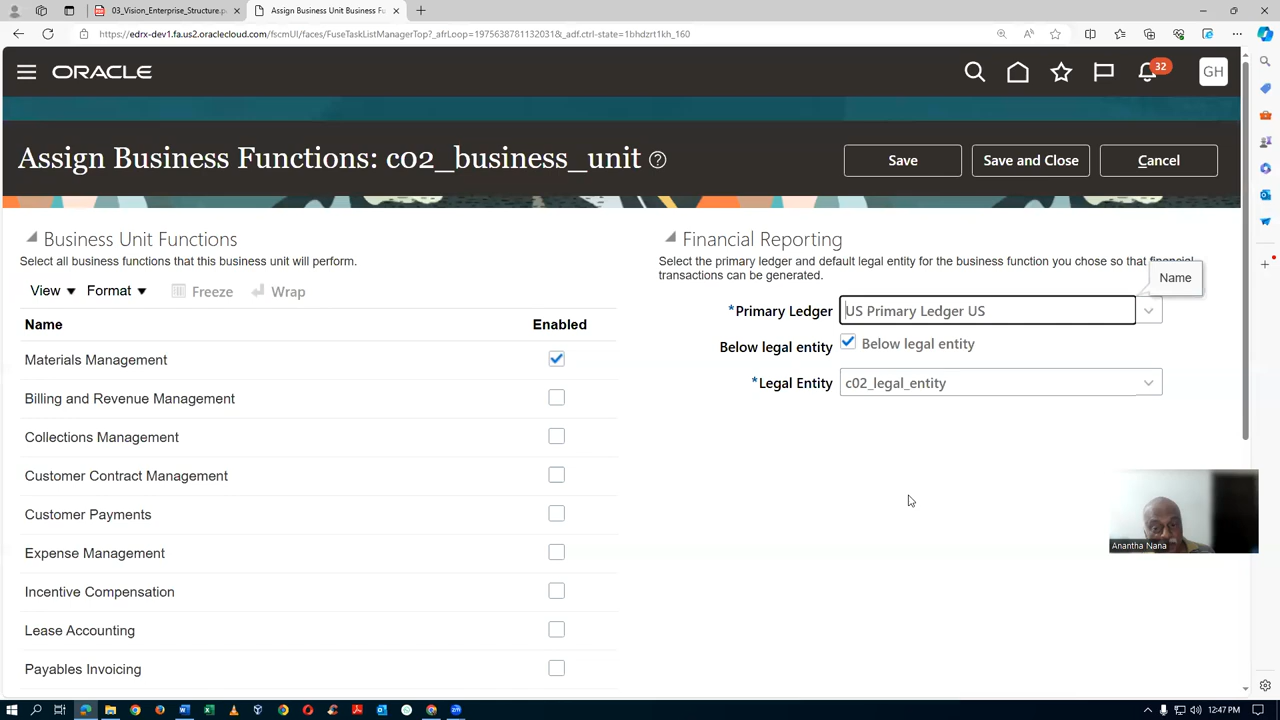 03_Vision_Enterprise_Structure.p
Assign Business Unit Business Fu
https://edrx-dev1.fa.us2.oraclecloud.com/fscmUI/faces/FuseTaskListManagerTop?_afrLoop=1975638781132031&_adf.ctrl-state=1bhdzrt1kh_160
ORACLE
32
GH
Assign Business Functions: c02_business_unit
Save
Save and Close
Cancel
Business Unit Functions
Select all business functions that this business unit will perform.
View
Format
Freeze
Wrap
Name
Enabled
Materials Management
Billing and Revenue Management
Collections Management
Customer Contract Management
Customer Payments
Expense Management
Incentive Compensation
Lease Accounting
Payables Invoicing
Financial Reporting
Select the primary ledger and default legal entity for the business function you chose so that financial
transactions can be generated.
Name
*Primary Ledger
US Primary Ledger US
Below legal entity
Below legal entity
*Legal Entity
c02_legal_entity
Anantha Nana
12:47 PM